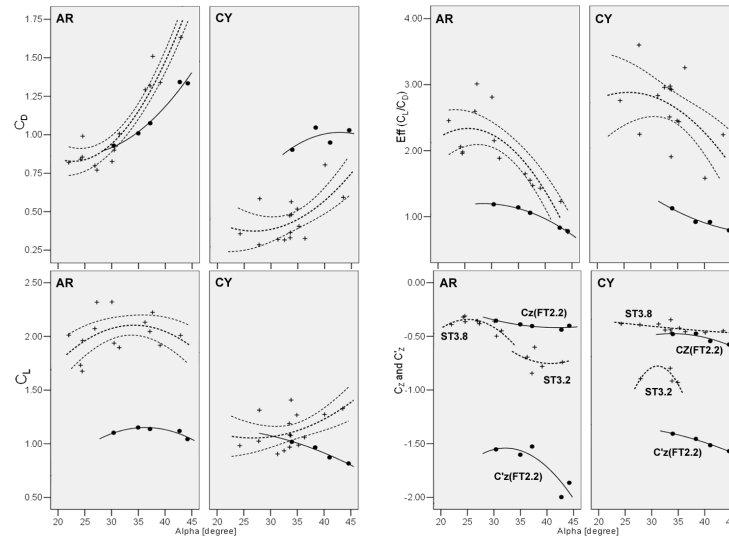 AR
CY
C_D
1.75
1.50
1.25
1.00
0.75
0.50
0.25
AR
CY
C_L
2.50
2.00
1.50
1.00
0.50
20 25 30 35 40 45
20 25 30 35 40 45
Alpha [degree]
AR
CY
Eff (C_L/C_D)
4.00
3.00
2.00
1.00
AR
CY
C_Z and C'_Z
0.00
-0.50
-1.00
-1.50
-2.00
Cz(FT2.2)
ST3.8
ST3.2
C'z(FT2.2)
ST3.8
CZ(FT2.2)
ST3.2
C'z(FT2.2)
20 25 30 35 40 45
20 25 30 35 40 45
Alpha [degree]